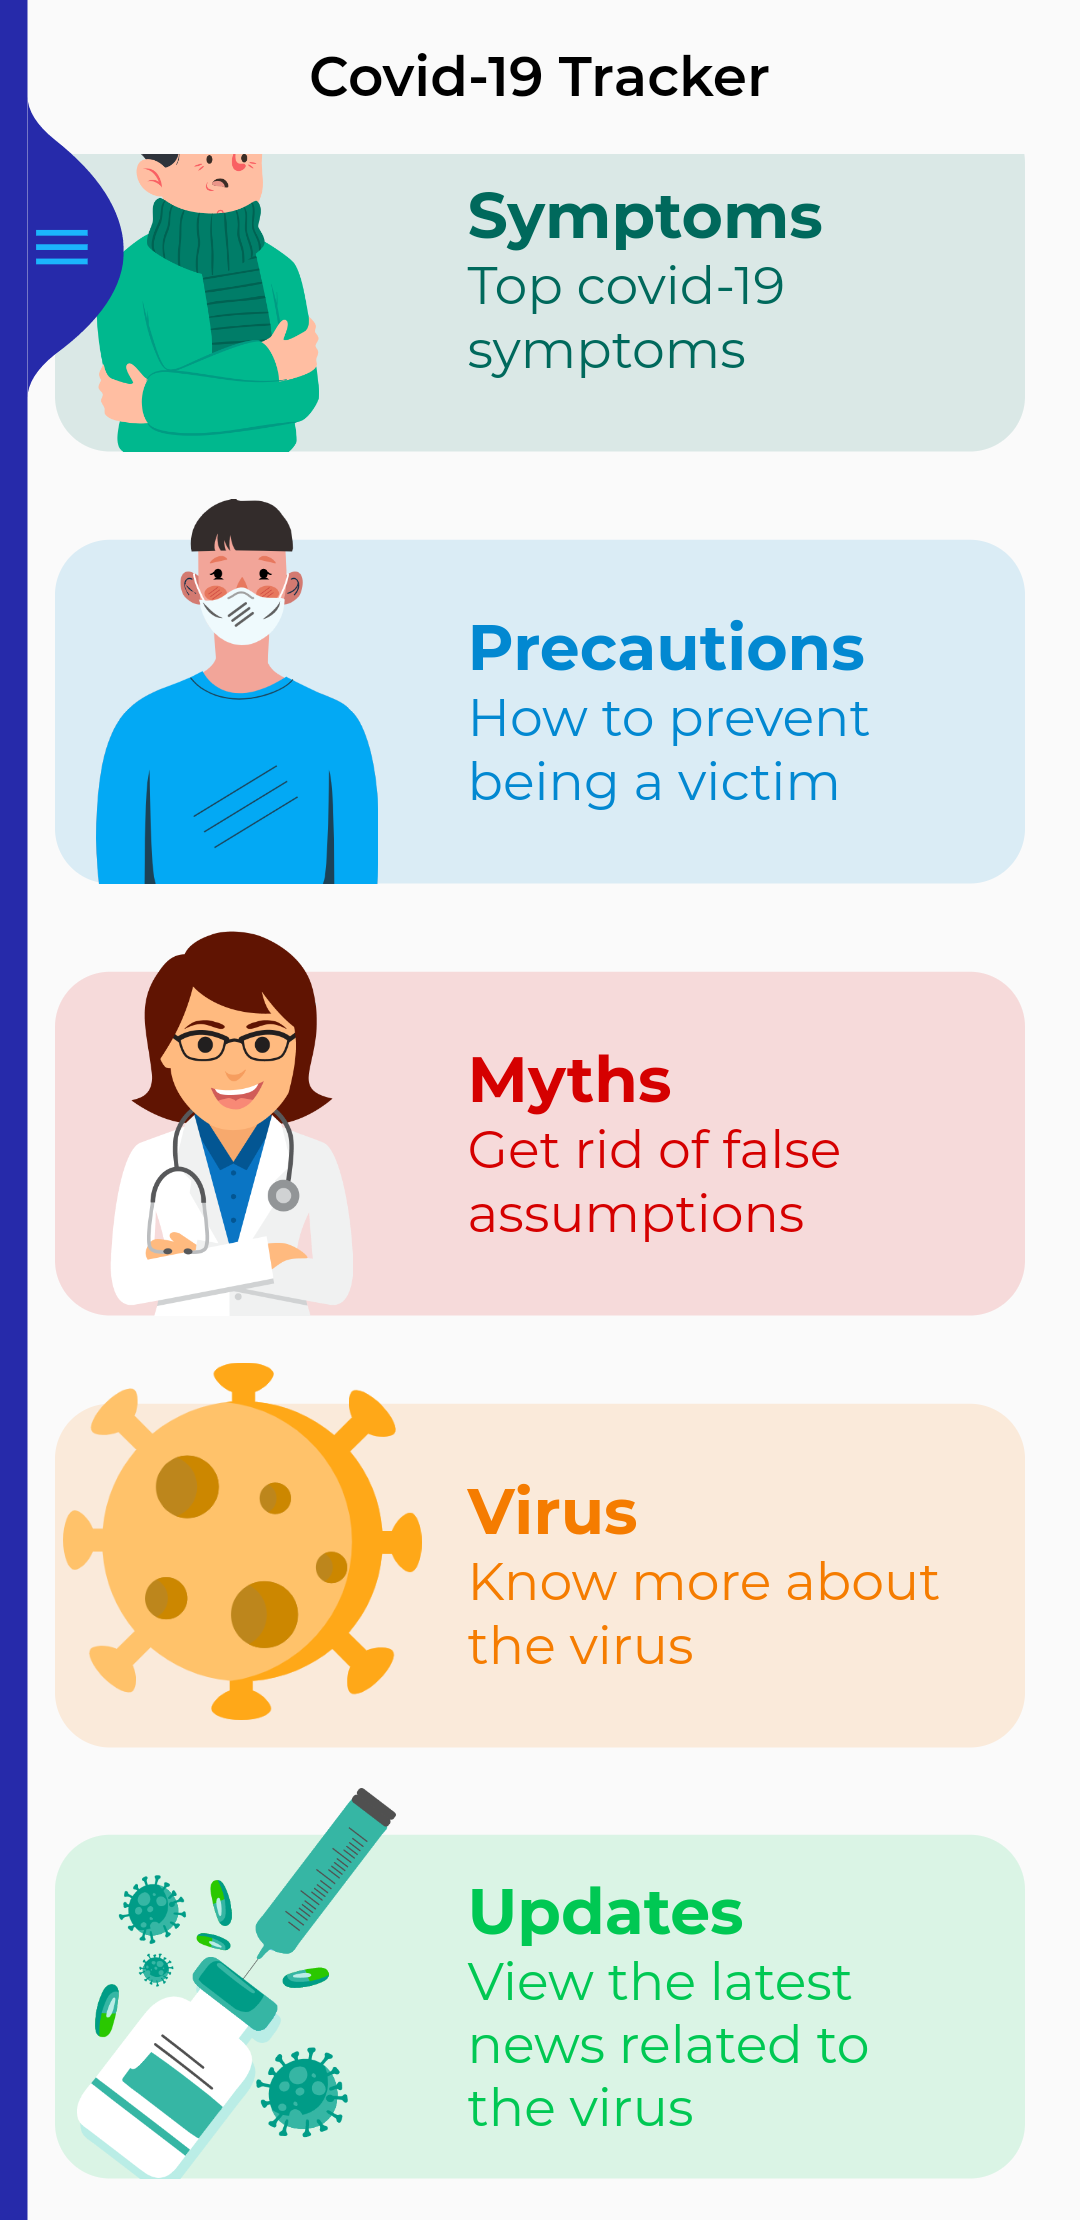 Covid-19 Tracker
Symptoms
Top covid-19
symptoms
Precautions
How to prevent
being a victim
Myths
Get rid of false
assumptions
Virus
Know more about
the virus
Updates
View the latest
news related to
the virus